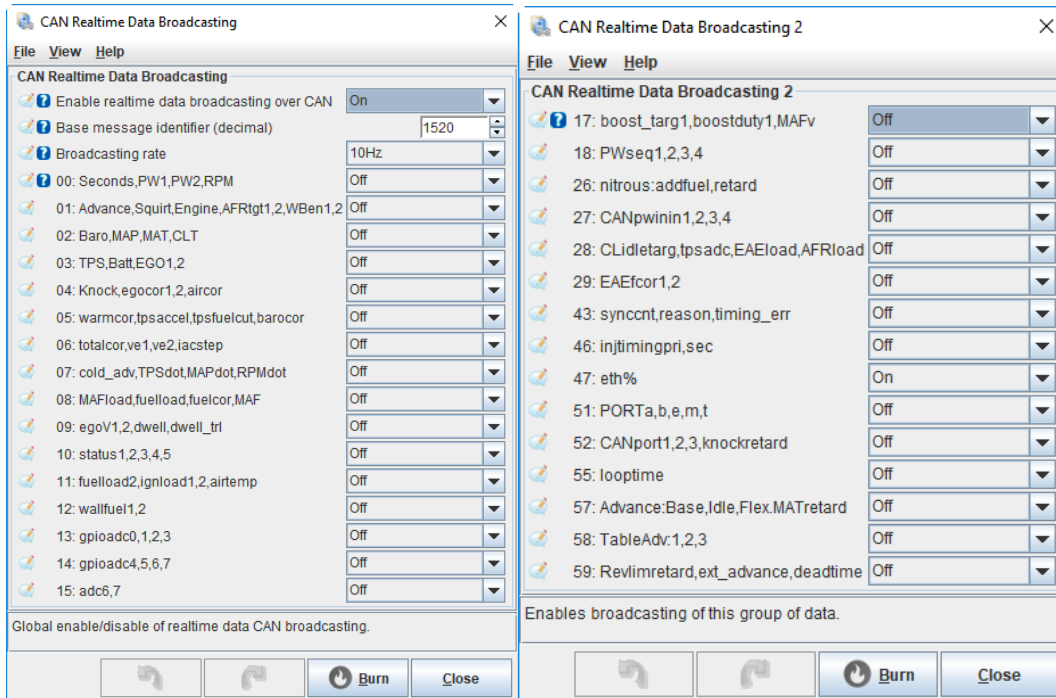 CAN Realtime Data Broadcasting
File View Help
CAN Realtime Data Broadcasting
Enable realtime data broadcasting over CAN On
Base message identifier (decimal) 1520
Broadcasting rate 10Hz
00: Seconds,PW1,PW2,RPM Off
01: Advance,Squirt,Engine,AFRtgt1,2,WBen1,2 Off
02: Baro,MAP,MAT,CLT Off
03: TPS,Batt,EGO1,2 Off
04: Knock,egocor1,2,aircor Off
05: warmcor,tpsaccel,tpsfuelcut,barocor Off
06: totalcor,ve1,ve2,iacstep Off
07: cold_adv,TPSdot,MAPdot,RPMdot Off
08: MAFload,fuelload,fuelcor,MAF Off
09: egoV1,2,dwell,dwell_trl Off
10: status1,2,3,4,5 Off
11: fuelload2,ignload1,2,airtemp Off
12: wallfuel1,2 Off
13: gpioadc0,1,2,3 Off
14: gpioadc4,5,6,7 Off
15: adc6,7 Off
Global enable/disable of realtime data CAN broadcasting.
Burn Close
CAN Realtime Data Broadcasting 2
File View Help
CAN Realtime Data Broadcasting 2
17: boost_targ1,boostduty1,MAFv Off
18: PWseq1,2,3,4 Off
26: nitrous:addfuel,retard Off
27: CANpwinin1,2,3,4 Off
28: CLidletarg,tpsadc,EAEload,AFRload Off
29: EAEfcor1,2 Off
43: synccnt,reason,timing_err Off
46: injtimingpri,sec Off
47: eth% On
51: PORTa,b,e,m,t Off
52: CANport1,2,3,knockretard Off
55: looptime Off
57: Advance:Base,Idle,Flex.MATretard Off
58: TableAdv:1,2,3 Off
59: Revlimretard,ext_advance,deadtime Off
Enables broadcasting of this group of data.
Burn Close